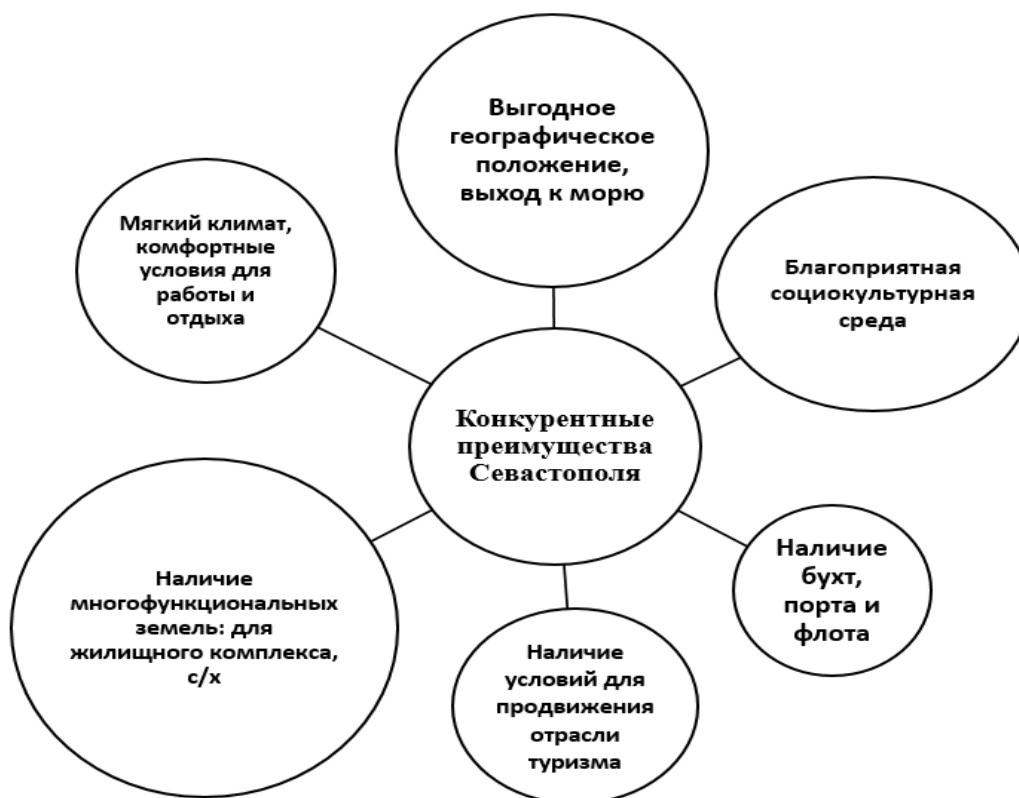 Выгодное
географическое
положение,
выход к морю
Мягкий климат,
комфортные
условия для
работы и
отдыха
Благоприятная
социокультурная
среда
Конкурентные
преимущества
Севастополя
Наличие
многофункциональных
земель: для
жилищного комплекса,
с/х
Наличие
бухт,
порта и
флота
Наличие
условий для
продвижения
отрасли
туризма